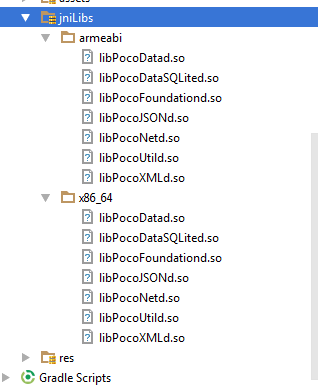 assets
jniLibs
armeabi
libPocoDatad.so
libPocoDataSQLited.so
libPocoFoundationd.so
libPocoJSONd.so
libPocoNetd.so
libPocoUtild.so
libPocoXMLd.so
x86_64
libPocoDatad.so
libPocoDataSQLited.so
libPocoFoundationd.so
libPocoJSONd.so
libPocoNetd.so
libPocoUtild.so
libPocoXMLd.so
res
Gradle Scripts